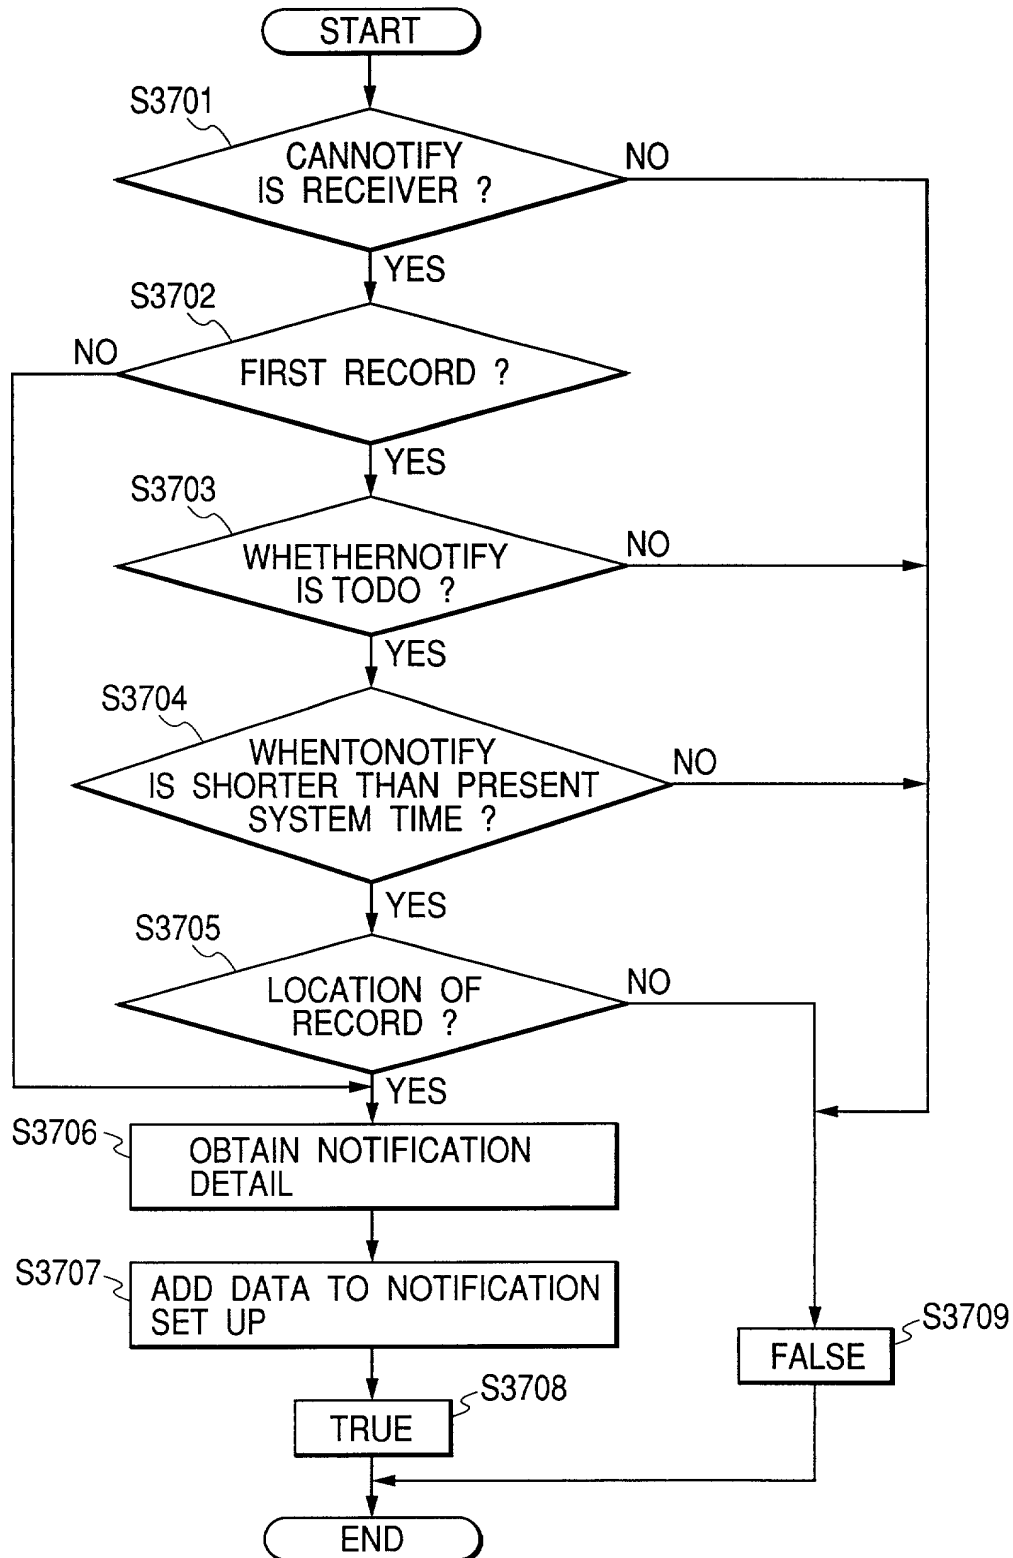 START
S3701
CANNOTIFY
IS RECEIVER ?
NO
YES
S3702
NO
FIRST RECORD ?
YES
S3703
WHETHERNOTIFY
IS TODO ?
NO
YES
S3704
WHENTONOTIFY
IS SHORTER THAN PRESENT
SYSTEM TIME ?
NO
YES
S3705
LOCATION OF
RECORD ?
NO
YES
S3706
OBTAIN NOTIFICATION
DETAIL
S3707
ADD DATA TO NOTIFICATION
SET UP
S3709
FALSE
S3708
TRUE
END